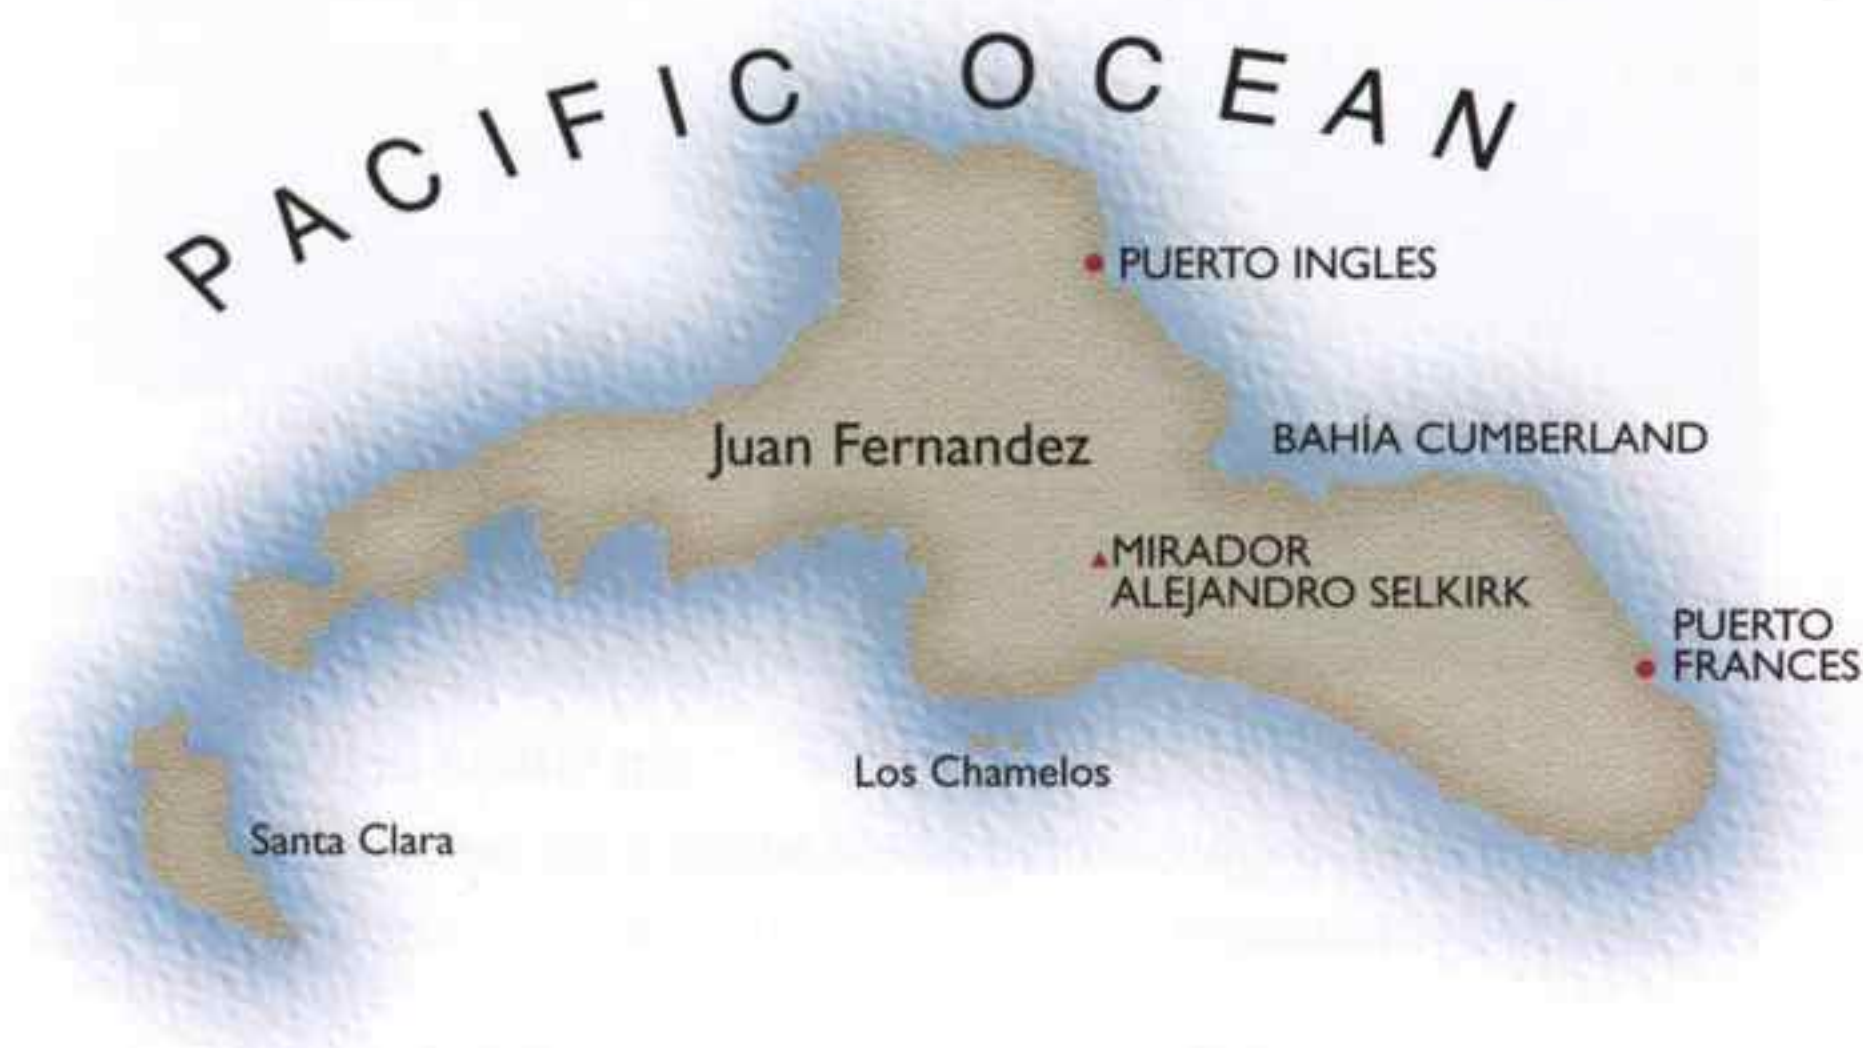 PACIFIC OCEAN
PUERTO INGLES
Juan Fernandez
BAHÍA CUMBERLAND
MIRADOR
ALEJANDRO SELKIRK
PUERTO
FRANCES
Los Chamelos
Santa Clara